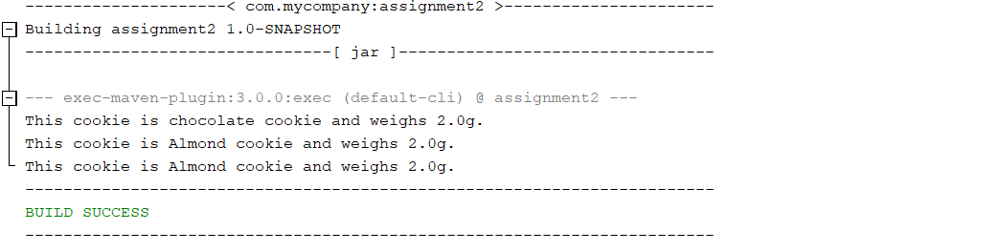 ---------------------< com.mycompany:assignment2 >----------------------
Building assignment2 1.0-SNAPSHOT
--------------------------------[ jar ]---------------------------------
--- exec-maven-plugin:3.0.0:exec (default-cli) @ assignment2 ---
This cookie is chocolate cookie and weighs 2.0g.
This cookie is Almond cookie and weighs 2.0g.
This cookie is Almond cookie and weighs 2.0g.
------------------------------------------------------------------------
BUILD SUCCESS
------------------------------------------------------------------------